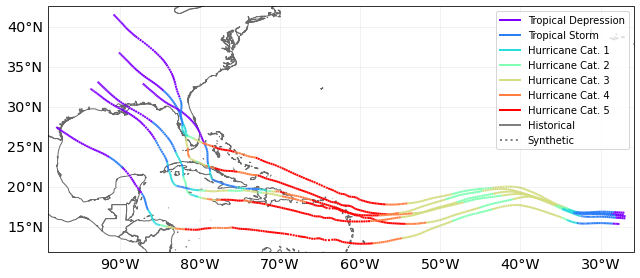 40°N
35°N
30°N
25°N
20°N
15°N
90°W
80°W
70°W
60°W
50°W
40°W
30°W
Tropical Depression
Tropical Storm
Hurricane Cat. 1
Hurricane Cat. 2
Hurricane Cat. 3
Hurricane Cat. 4
Hurricane Cat. 5
Historical
Synthetic